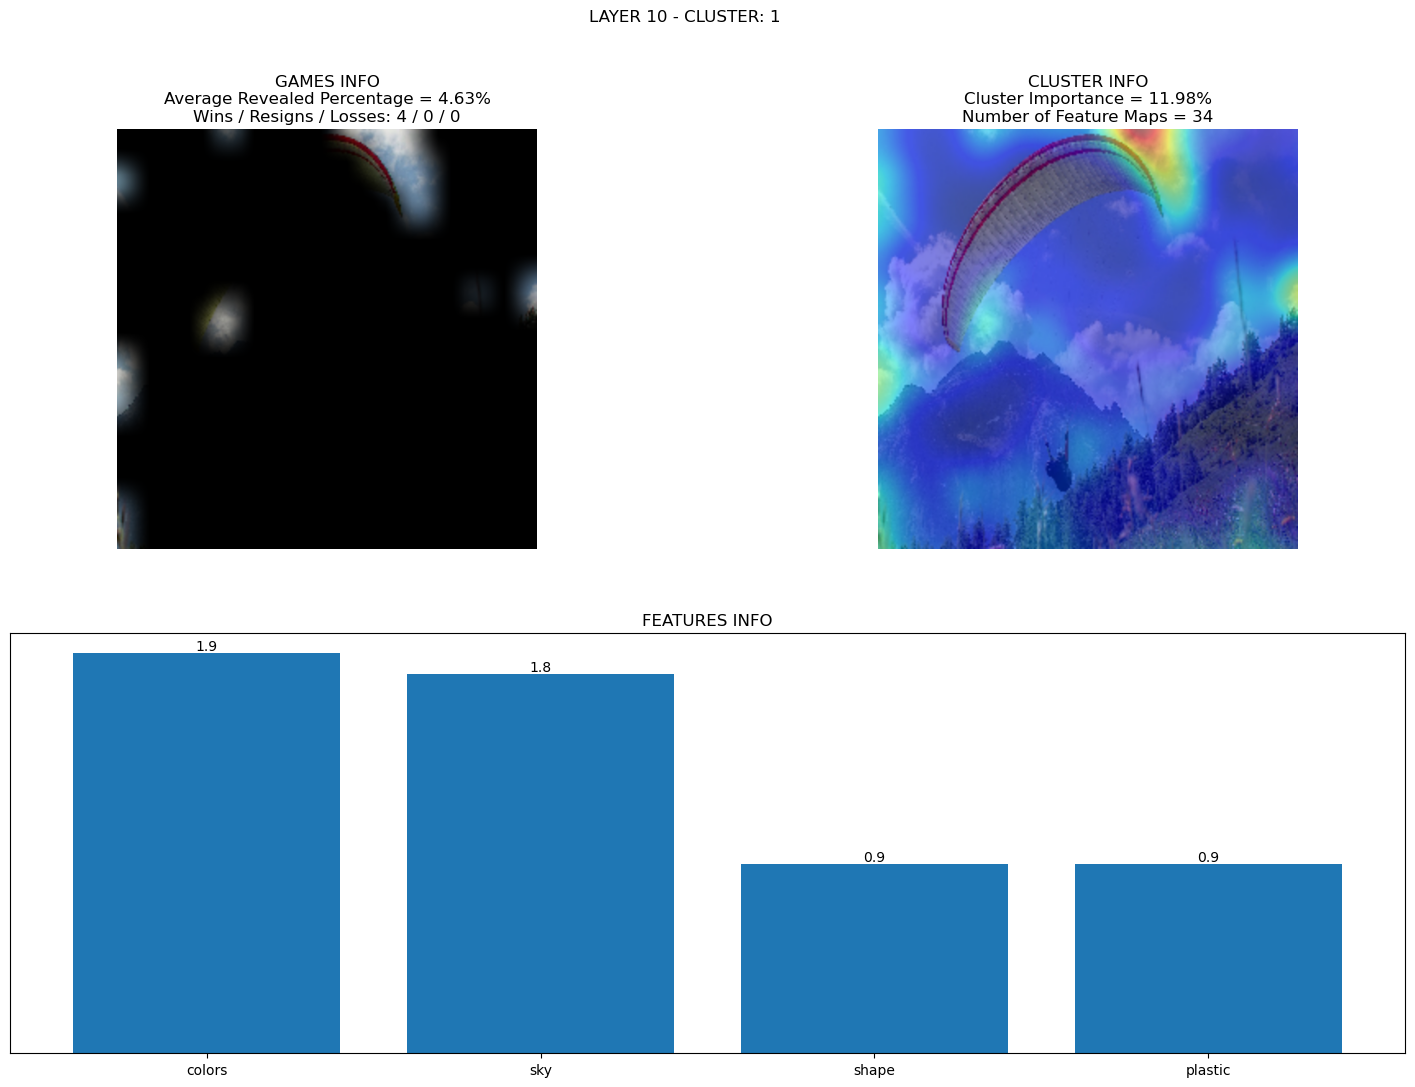 LAYER 10 - CLUSTER: 1
GAMES INFO
Average Revealed Percentage = 4.63%
Wins / Resigns / Losses: 4 / 0 / 0
CLUSTER INFO
Cluster Importance = 11.98%
Number of Feature Maps = 34
FEATURES INFO
1.9
1.8
0.9
0.9
colors
sky
shape
plastic